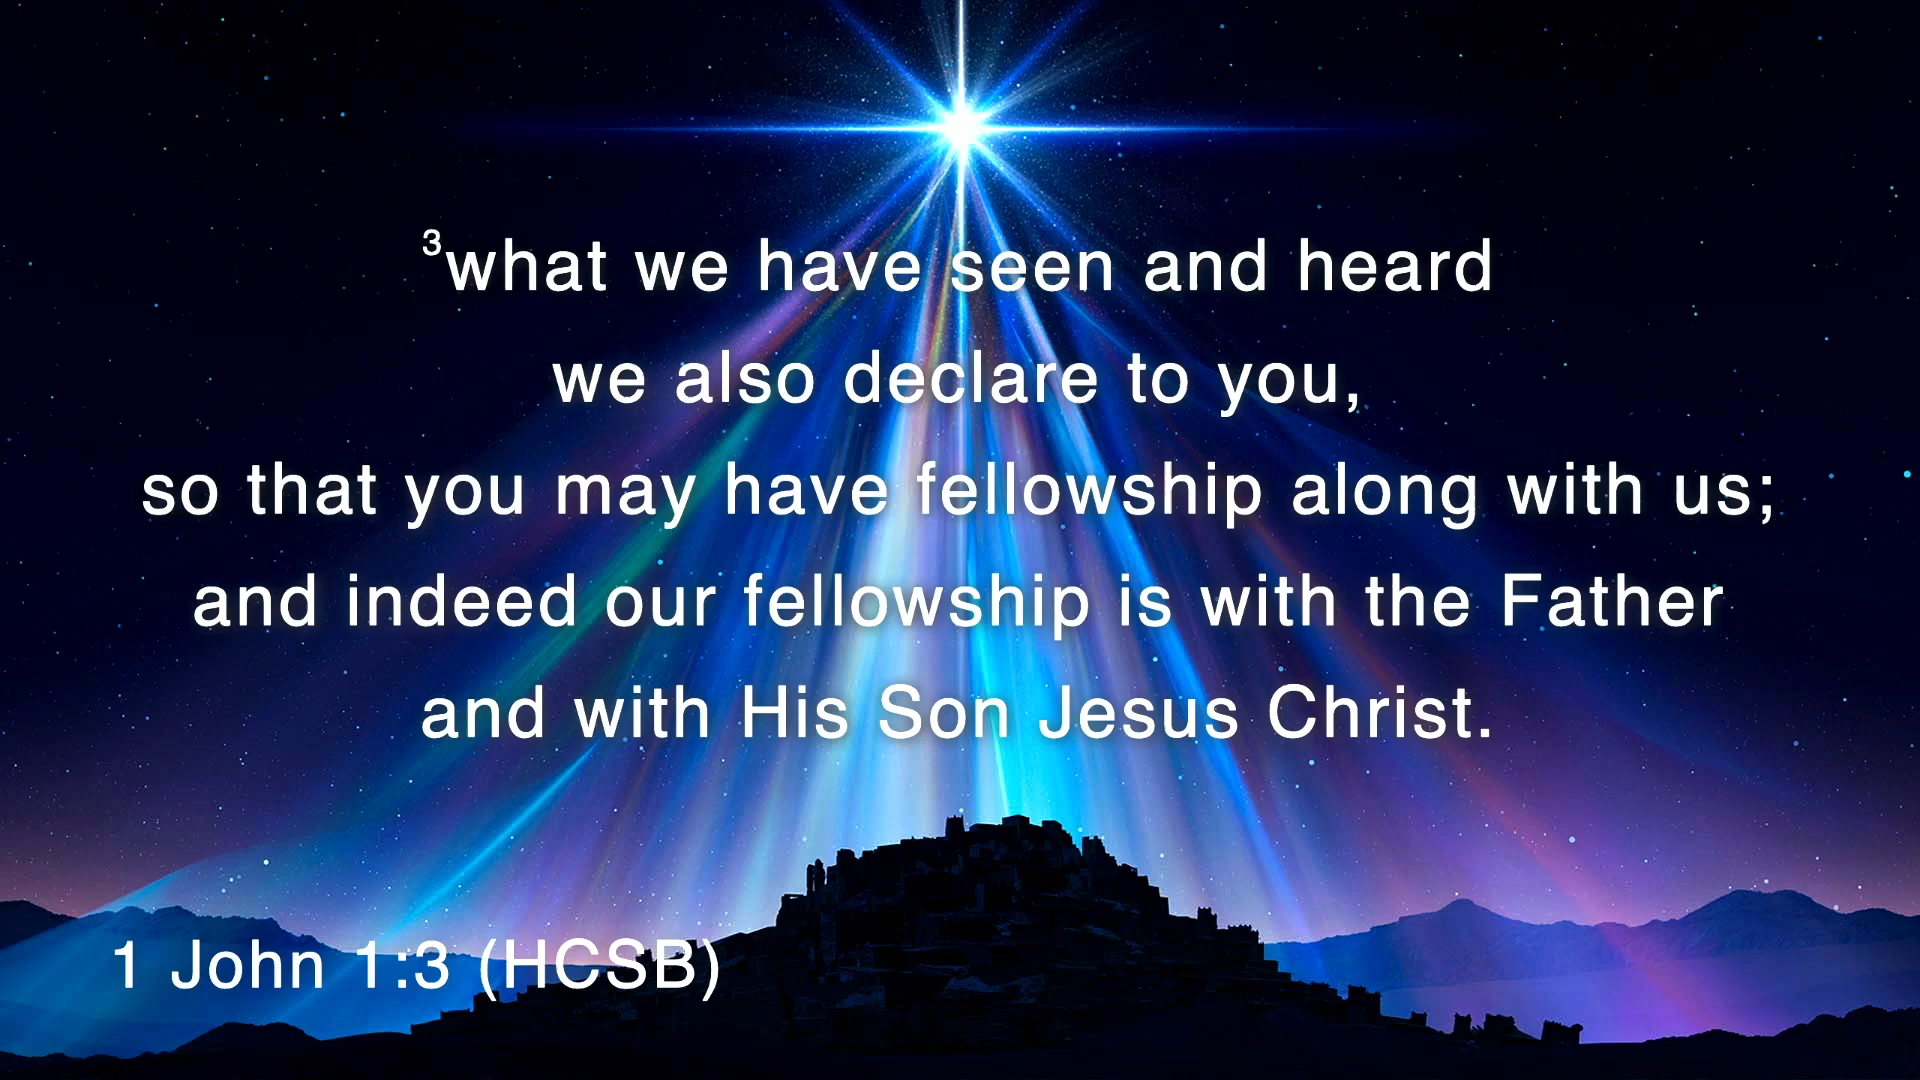 ³what we have seen and heard
we also declare to you,
so that you may have fellowship along with us;
and indeed our fellowship is with the Father
and with His Son Jesus Christ.
1 John 1:3 (HCSB)